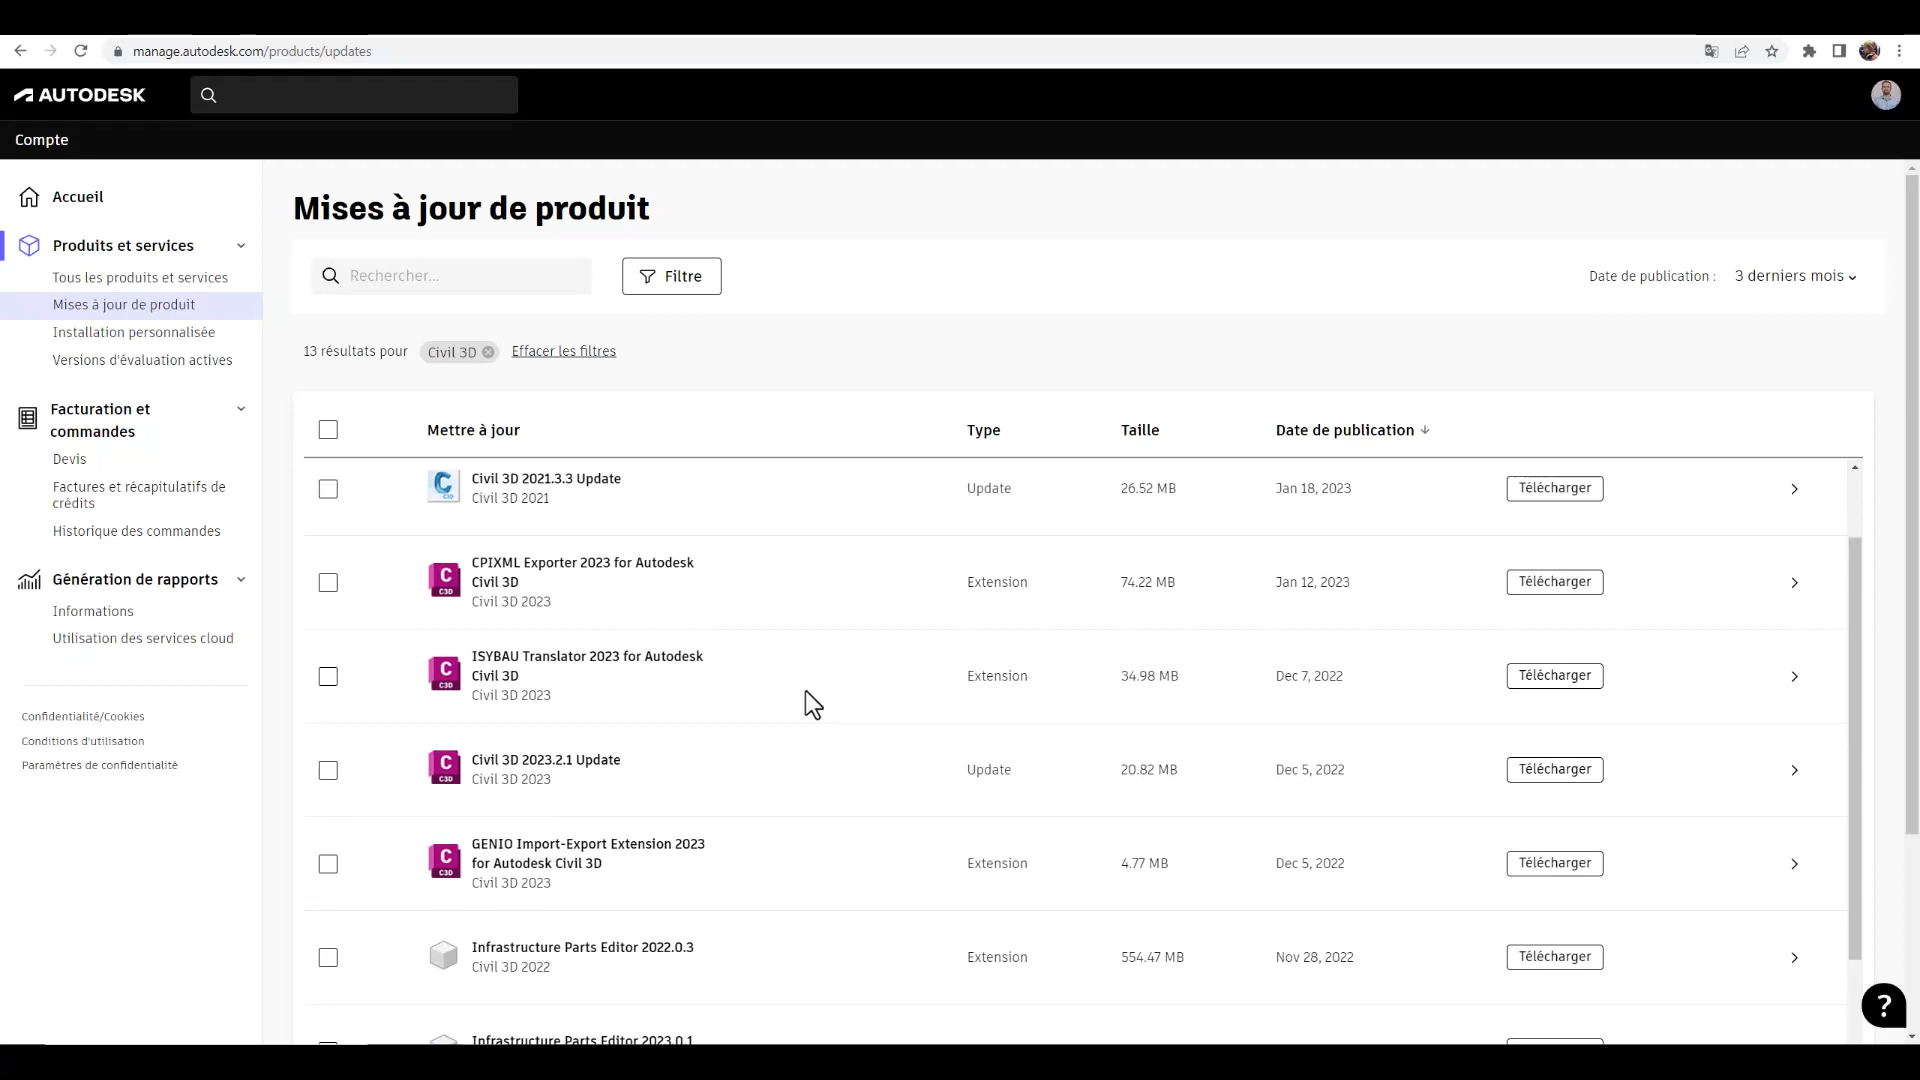 manage.autodesk.com/products/updates
AUTODESK
Compte
Accueil
Produits et services
Tous les produits et services
Mises à jour de produit
Installation personnalisée
Versions d'évaluation actives
Facturation et
commandes
Devis
Factures et récapitulatifs de
crédits
Historique des commandes
Génération de rapports
Informations
Utilisation des services cloud
Confidentialité/Cookies
Conditions d'utilisation
Paramètres de confidentialité
Mises à jour de produit
Rechercher...
Filtre
Date de publication : 3 derniers mois
13 résultats pour Civil 3D Effacer les filtres
Mettre à jour Type Taille Date de publication
Civil 3D 2021.3.3 Update
Civil 3D 2021
Update 26.52 MB Jan 18, 2023 Télécharger
C C3D
CPIXML Exporter 2023 for Autodesk
Civil 3D
Civil 3D 2023
Extension 74.22 MB Jan 12, 2023 Télécharger
C C3D
ISYBAU Translator 2023 for Autodesk
Civil 3D
Civil 3D 2023
Extension 34.98 MB Dec 7, 2022 Télécharger
C C3D
Civil 3D 2023.2.1 Update
Civil 3D 2023
Update 20.82 MB Dec 5, 2022 Télécharger
C C3D
GENIO Import-Export Extension 2023
for Autodesk Civil 3D
Civil 3D 2023
Extension 4.77 MB Dec 5, 2022 Télécharger
Infrastructure Parts Editor 2022.0.3
Civil 3D 2022
Extension 554.47 MB Nov 28, 2022 Télécharger
Infrastructure Parts Editor 2023.0.1
?